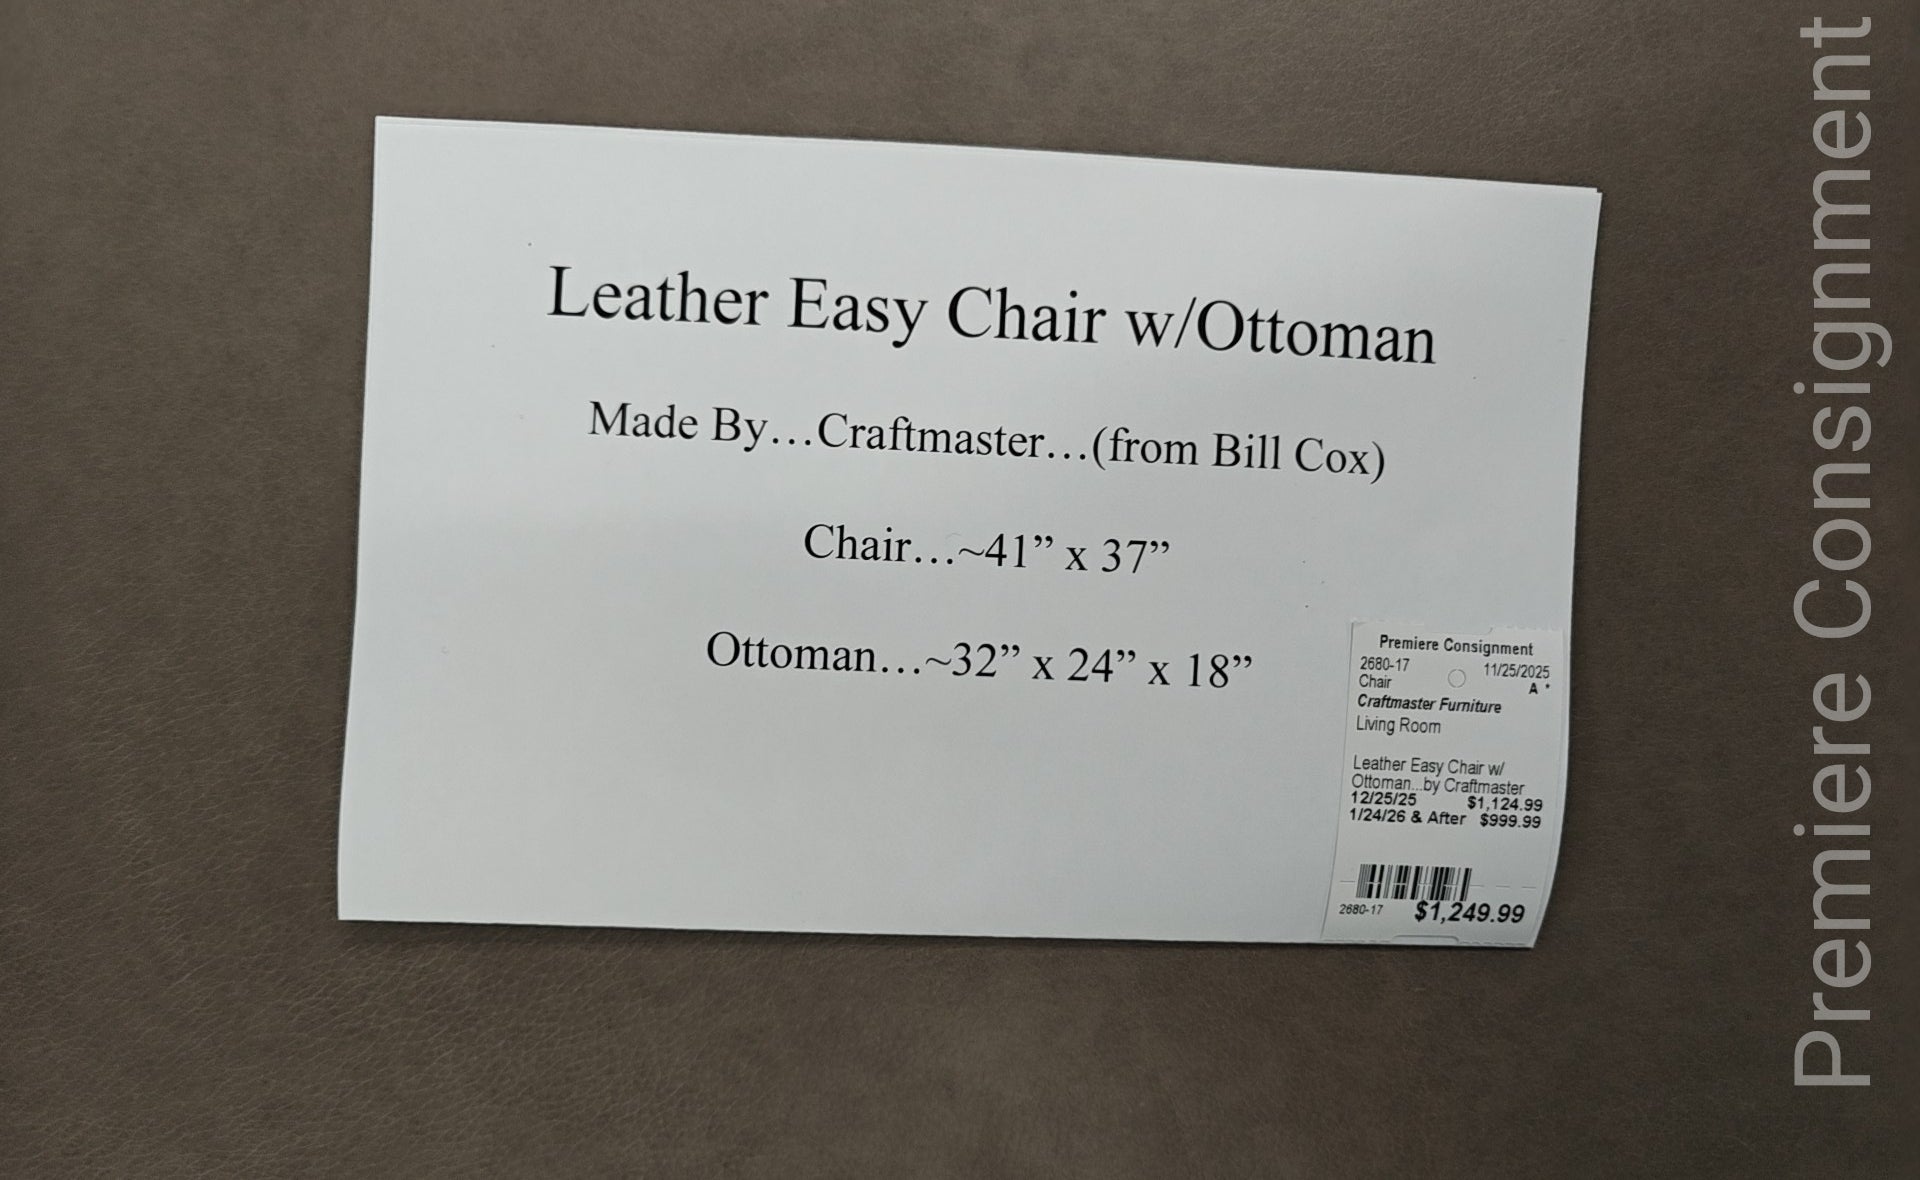 Leather Easy Chair w/Ottoman
Made By…Craftmaster…(from Bill Cox)
Chair…~41” x 37”
Ottoman…~32” x 24” x 18”
Premiere Consignment
2680-17 11/25/2025
Chair A *
Craftmaster Furniture
Living Room
Leather Easy Chair w/
Ottoman...by Craftmaster
12/25/25 $1,124.99
1/24/26 & After $999.99
2680-17 $1,249.99
Premiere Consignment